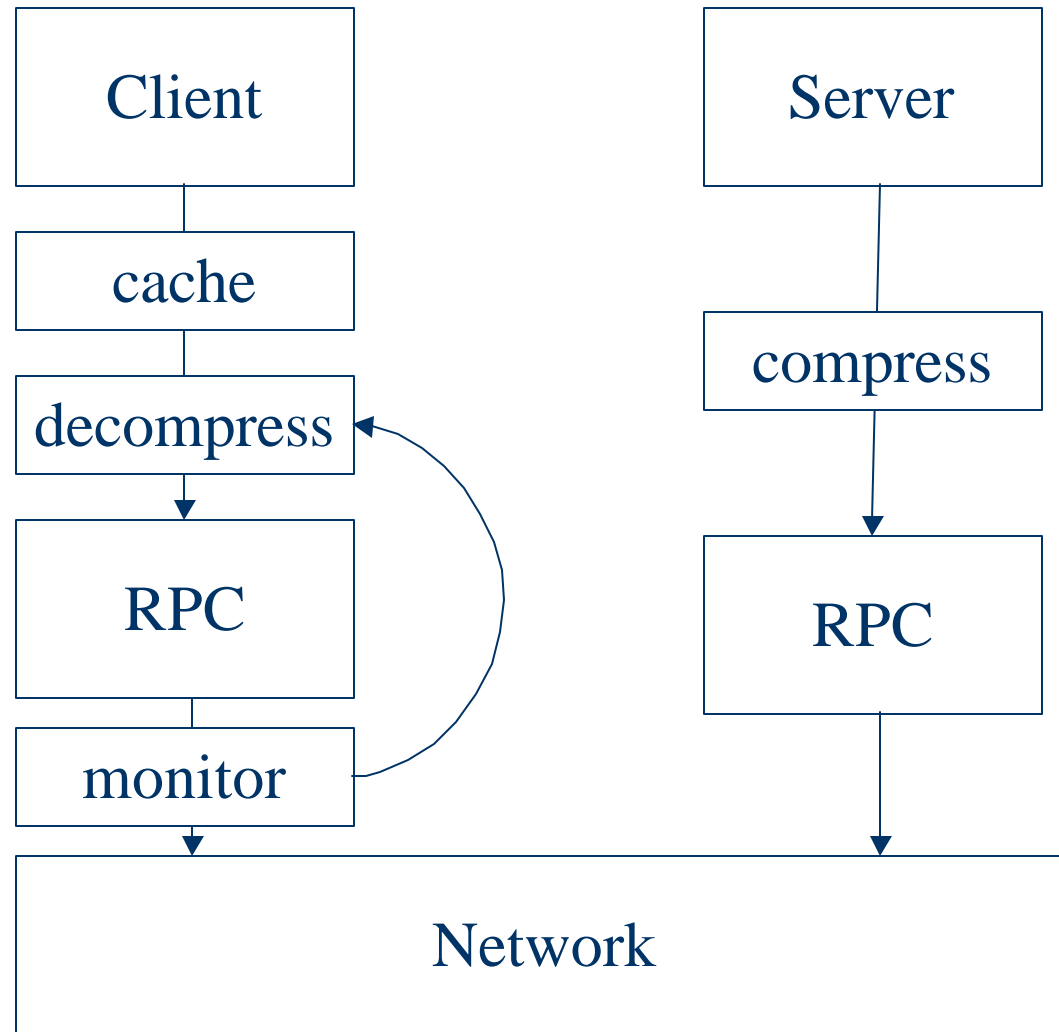 Client
Server
cache
compress
decompress
RPC
RPC
monitor
Network